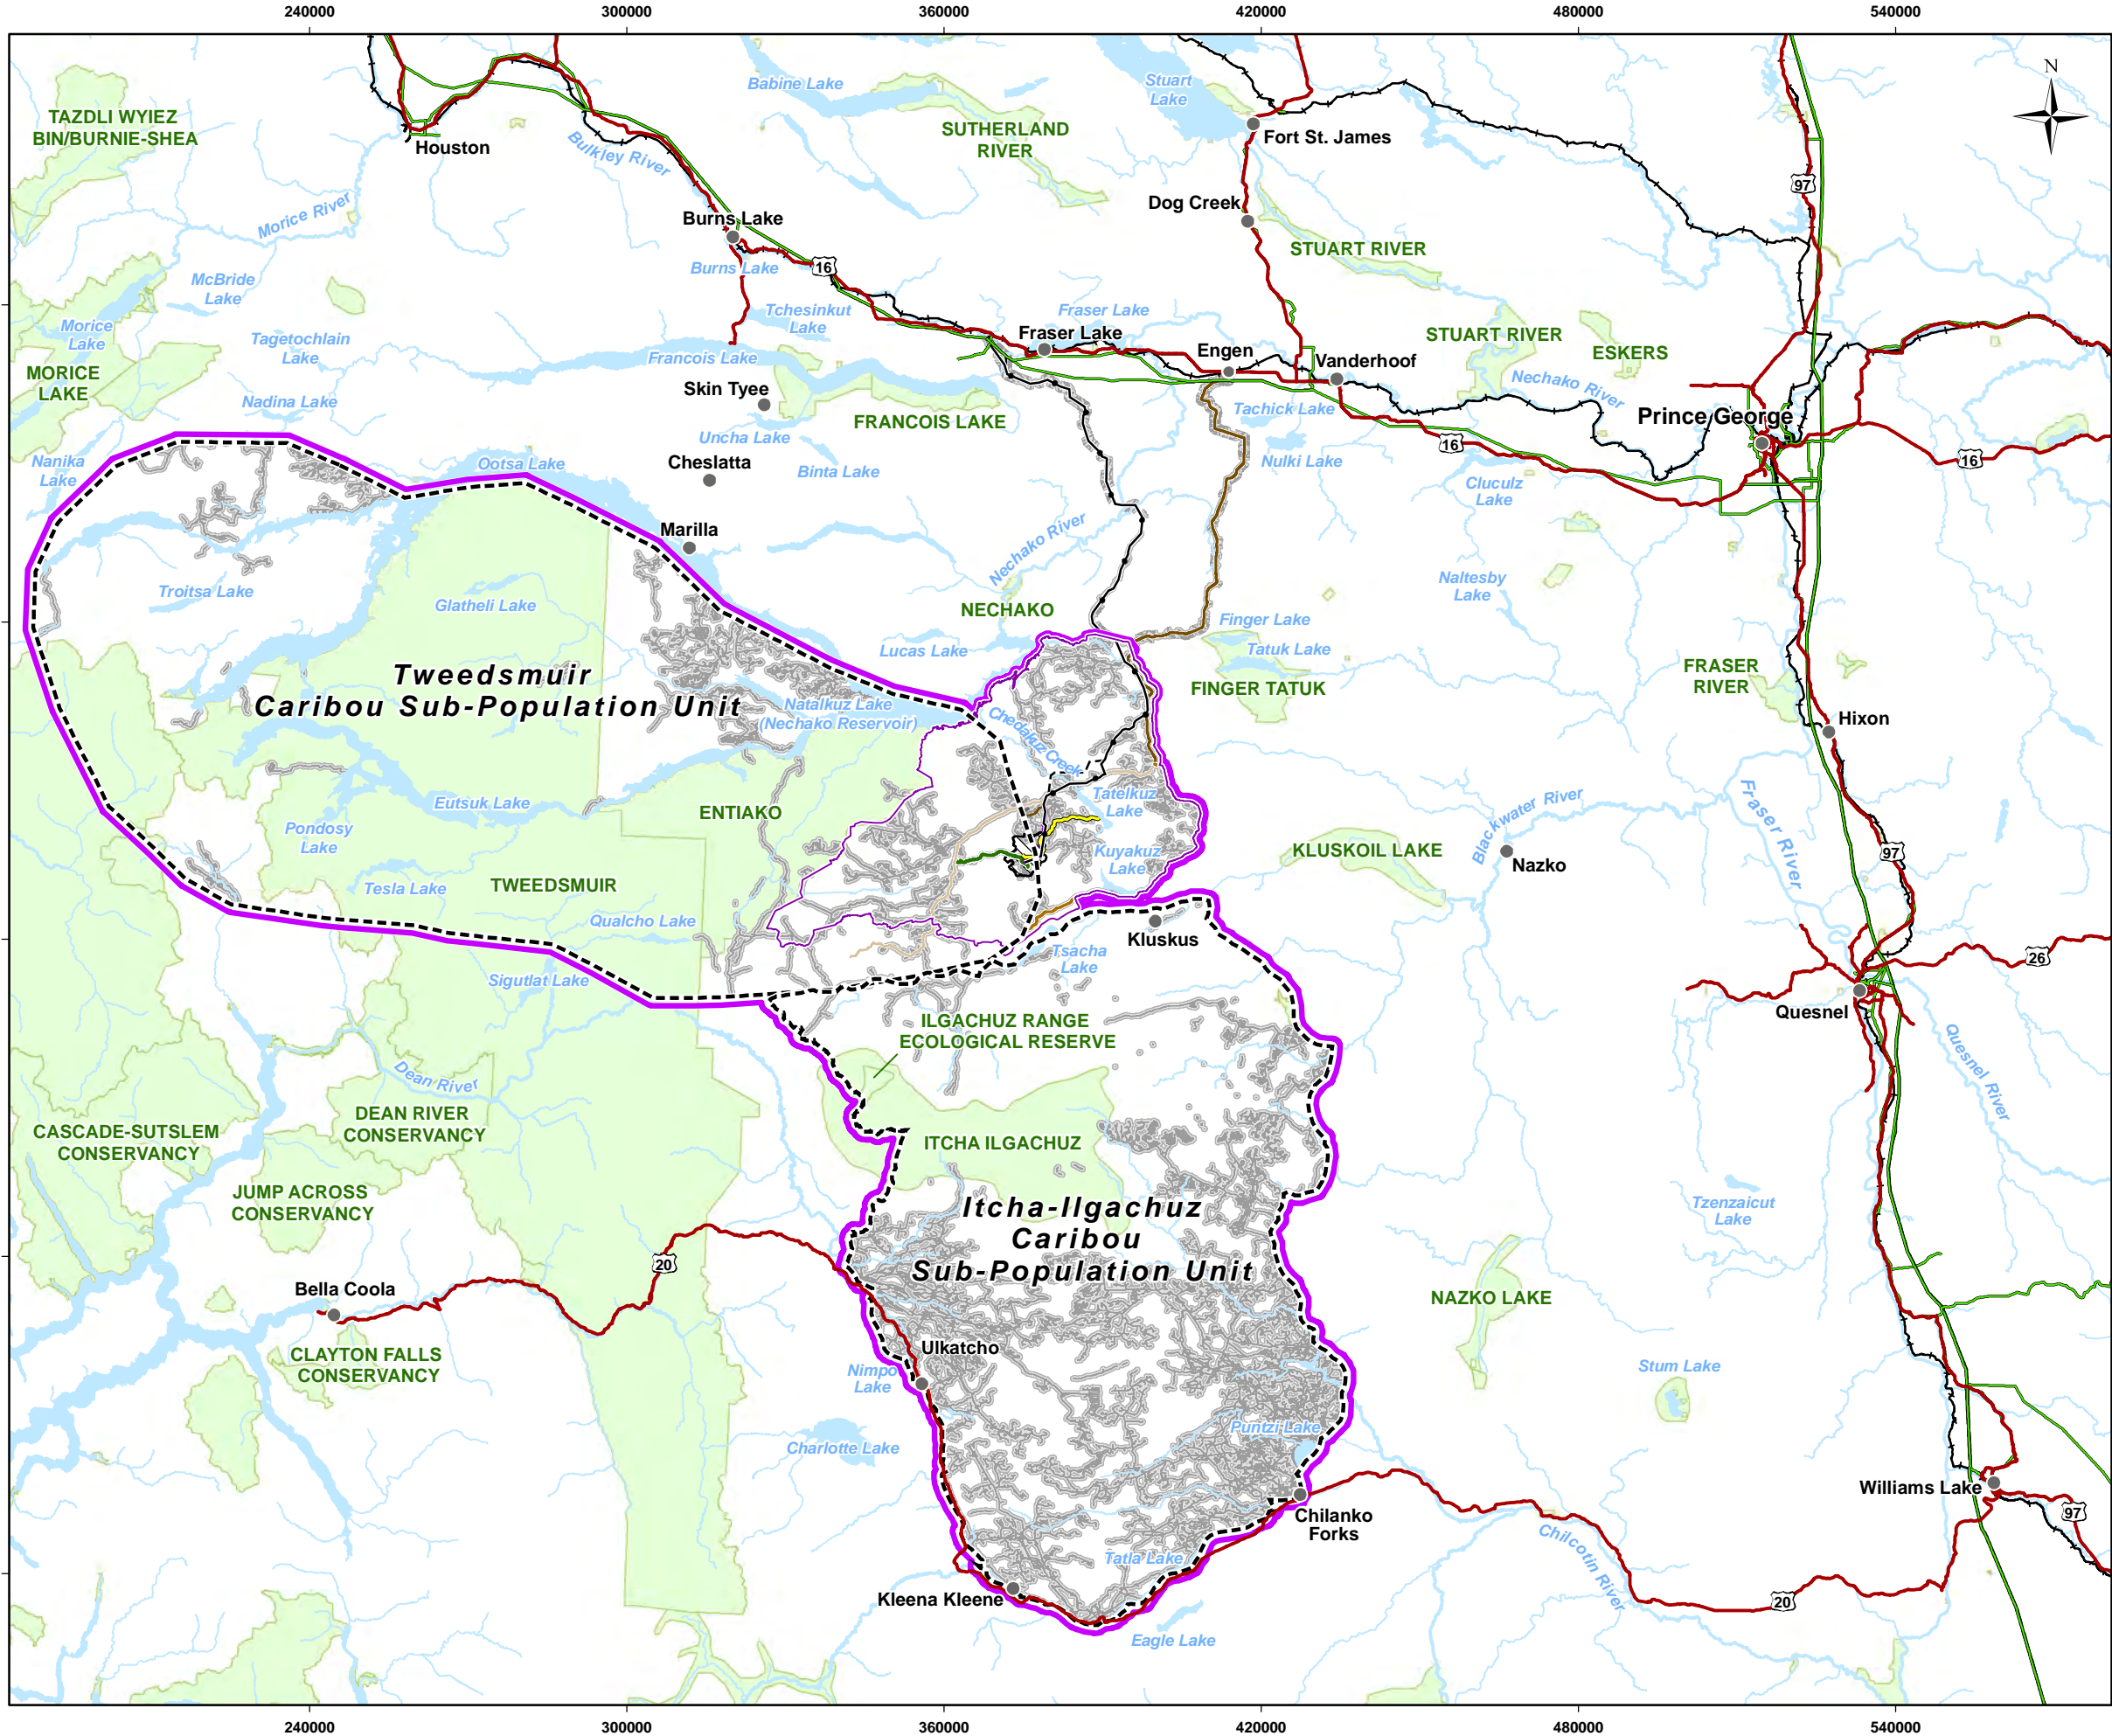 240000
300000
360000
420000
480000
540000
N
TAZDLI WYIEZ
BIN/BURNIE-SHEA
Houston
Bulkley River
Babine Lake
Stuart
Lake
SUTHERLAND
RIVER
Fort St. James
97
Morice River
Burns Lake
Burns Lake
16
Dog Creek
STUART RIVER
McBride
Lake
Morice
Lake
Tagetochlain
Lake
Tchesinkut
Lake
Fraser Lake
Fraser Lake
Engen
Vanderhoof
STUART RIVER
ESKERS
MORICE
LAKE
Francois Lake
Skin Tyee
Nadina Lake
FRANCOIS LAKE
Tachick Lake
Nechako River
Prince George
Uncha Lake
Nanika
Lake
Ootsa Lake
Cheslatta
Binta Lake
Nulki Lake
16
16
Cluculz
Lake
Marilla
Nechako River
Troitsa Lake
Glatheli Lake
NECHAKO
Naltesby
Lake
Finger Lake
Lucas Lake
Tatuk Lake
FINGER TATUK
FRASER
RIVER
Tweedsmuir
Caribou Sub-Population Unit
Natalkuz Lake
(Nechako Reservoir)
Chedakuz Creek
Hixon
Eutsuk Lake
ENTIAKO
Tatelkuz
Lake
Blackwater River
Fraser River
Pondosy
Lake
Kuyakuz
Lake
KLUSKOIL LAKE
Nazko
97
Tesla Lake
TWEEDSMUIR
Qualcho Lake
Kluskus
Tsacha
Lake
26
Sigutlat Lake
Quesnel
ILGACHUZ RANGE
ECOLOGICAL RESERVE
Quesnel River
Dean River
DEAN RIVER
CONSERVANCY
CASCADE-SUTSLEM
CONSERVANCY
ITCHA ILGACHUZ
JUMP ACROSS
CONSERVANCY
Itcha-Ilgachuz
Caribou
Sub-Population Unit
Tzenzaicut
Lake
20
Bella Coola
NAZKO LAKE
CLAYTON FALLS
CONSERVANCY
Ulkatcho
Nimpo
Lake
Stum Lake
Charlotte Lake
Puntzi Lake
Williams Lake
97
Chilanko
Forks
Chilcotin River
Tatla Lake
Kleena Kleene
20
Eagle Lake
240000
300000
360000
420000
480000
540000